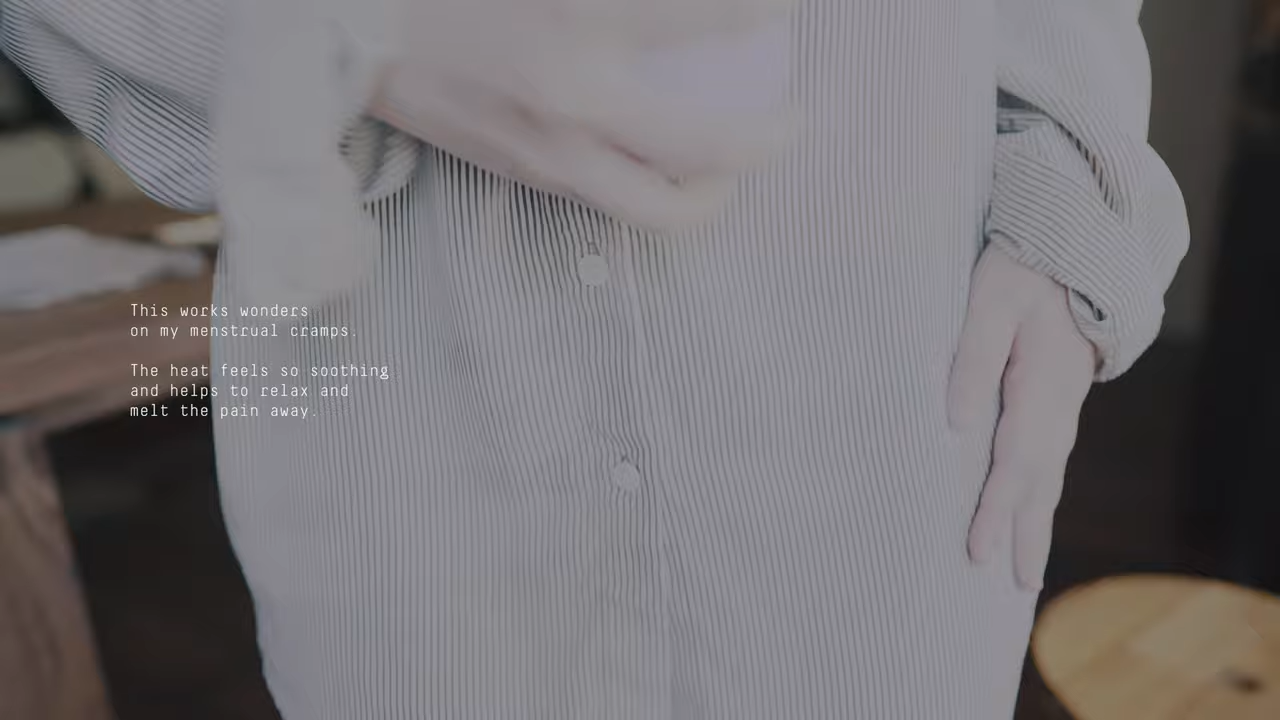 This works wonders
on my menstrual cramps.
The heat feels so soothing
and helps to relax and
melt the pain away.